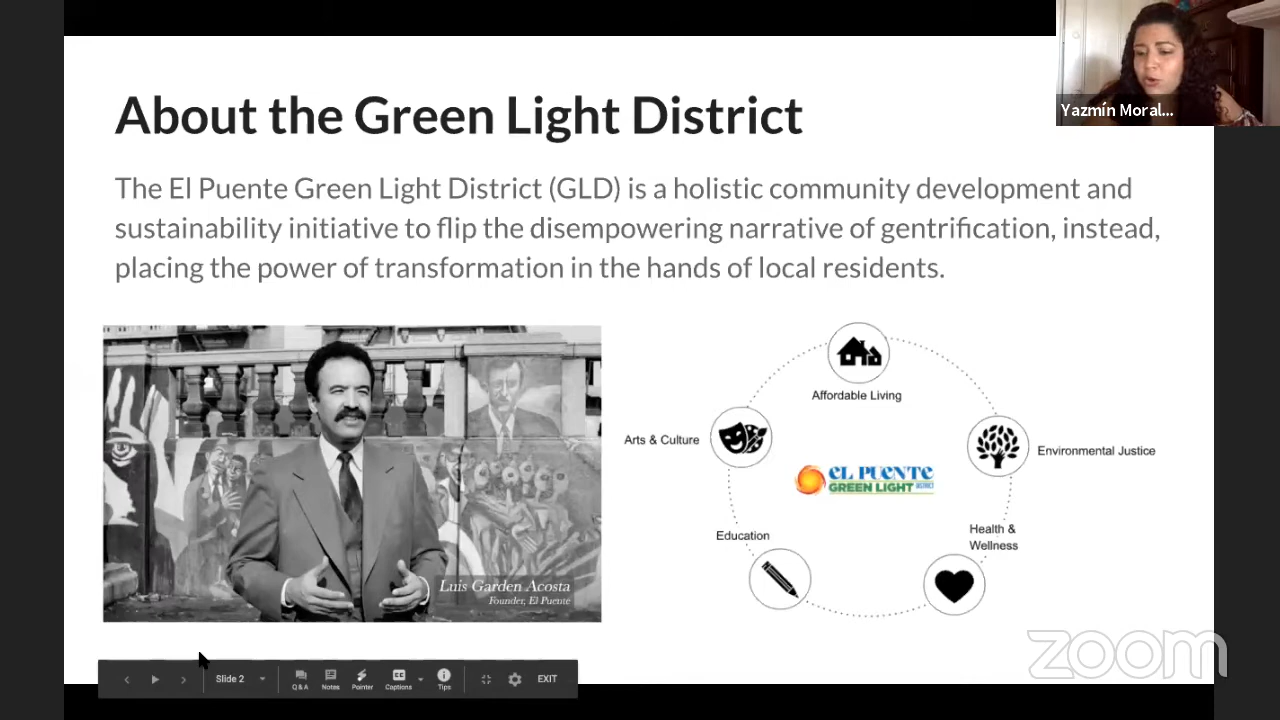 Yazmín Moral...
About the Green Light District
The El Puente Green Light District (GLD) is a holistic community development and
sustainability initiative to flip the disempowering narrative of gentrification, instead,
placing the power of transformation in the hands of local residents.
Luis Garden Acosta
Founder, El Puente
Affordable Living
Arts & Culture
Environmental Justice
EL PUENTE
GREEN LIGHT DISTRICT
Education
Health &
Wellness
Slide 2
Q & A
Notes
Pointer
Captions
Tips
EXIT
zoom